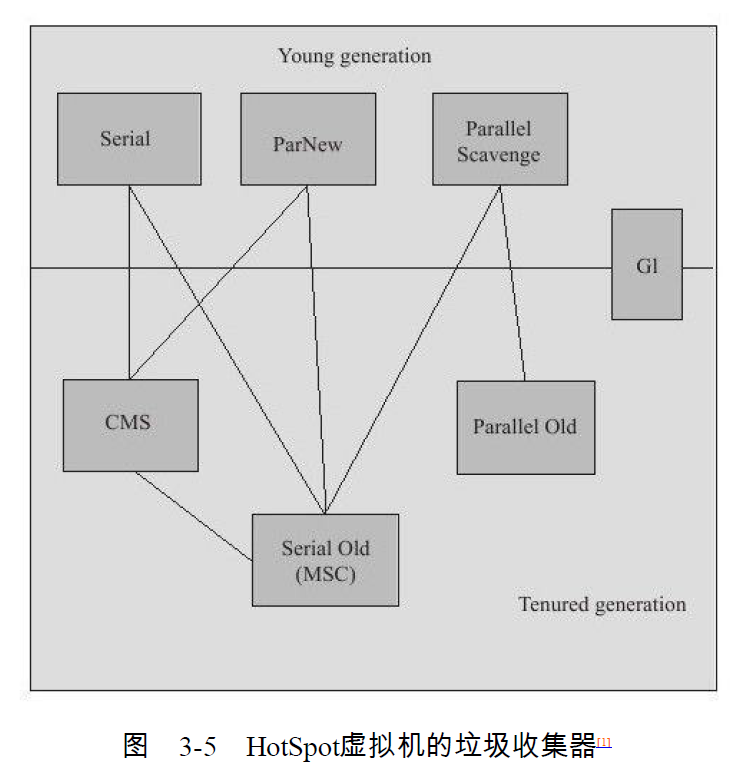 Young generation
Serial
ParNew
Parallel
Scavenge
Gl
CMS
Parallel Old
Serial Old
(MSC)
Tenured generation
图 3-5 HotSpot虚拟机的垃圾收集器[1]